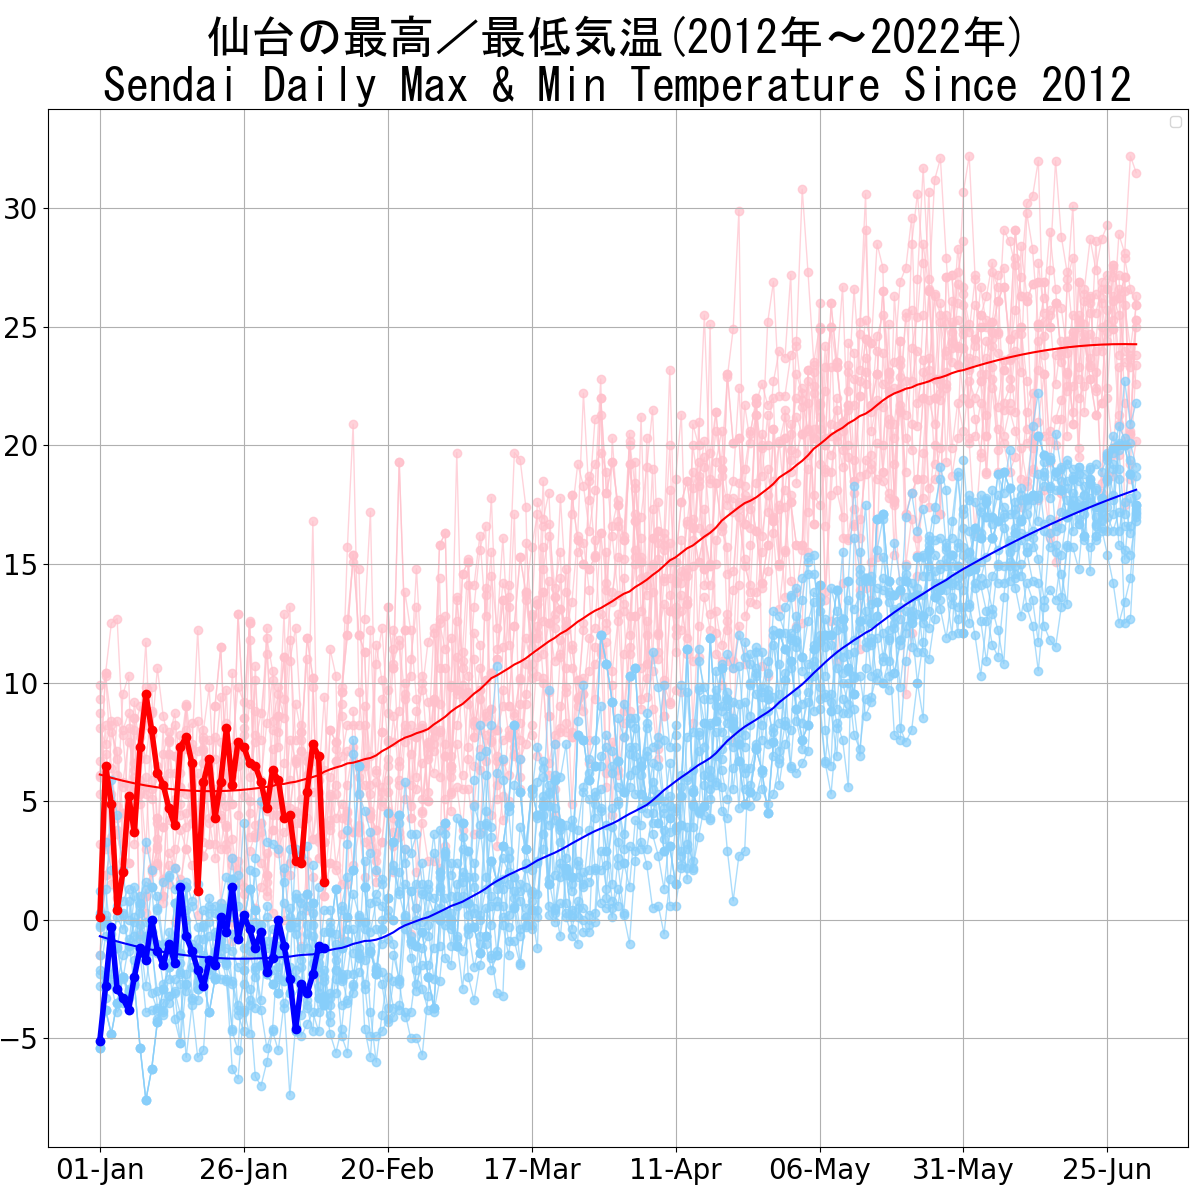 仙台の最高／最低気温(2012年～2022年)
Sendai Daily Max & Min Temperature Since 2012
30
25
20
15
10
5
0
−5
01-Jan 26-Jan 20-Feb 17-Mar 11-Apr 06-May 31-May 25-Jun